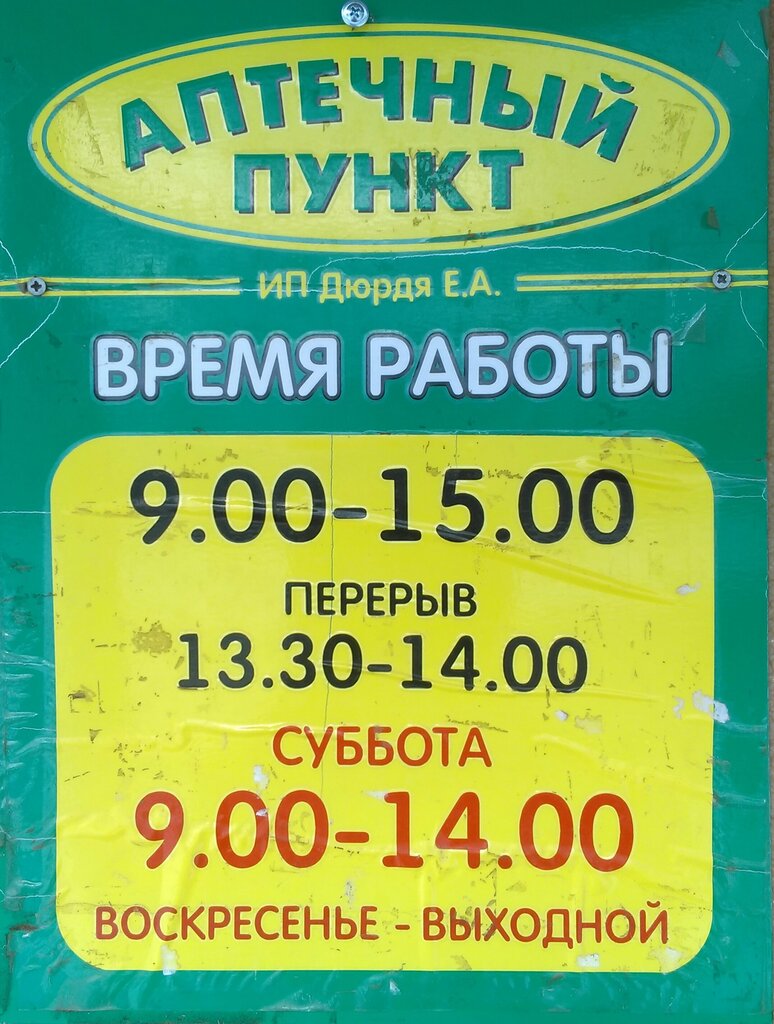 АПТЕЧНЫЙ
ПУНКТ
ИП Дюрдя Е.А.
ВРЕМЯ РАБОТЫ
9.00-15.00
ПЕРЕРЫВ
13.30-14.00
СУББОТА
9.00-14.00
ВОСКРЕСЕНЬЕ - ВЫХОДНОЙ